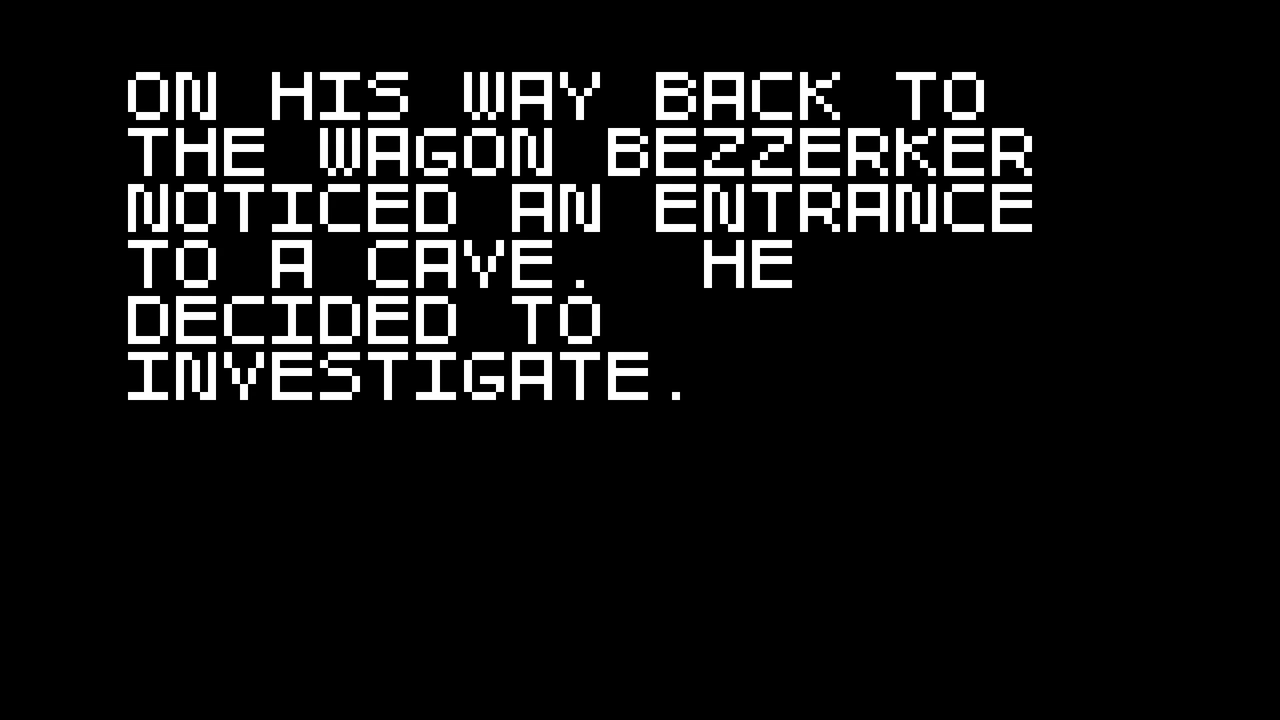 ON HIS WAY BACK TO
THE WAGON BEZZERKER
NOTICED AN ENTRANCE
TO A CAVE.  HE
DECIDED TO
INVESTIGATE.